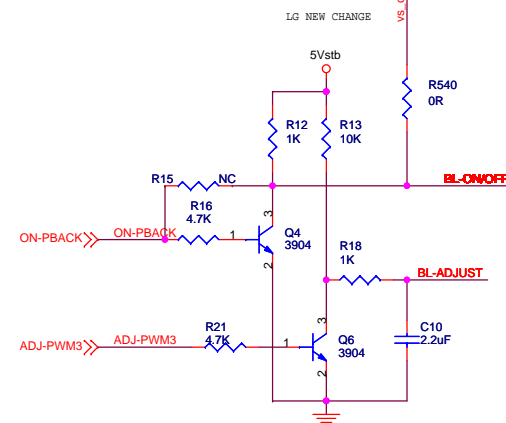 LG NEW CHANGE
VS_
5Vstb
R540
0R
R12
1K
R13
10K
R15
NC
BL-ON/OFF
R16
4.7K
3
ON-PBACK
ON-PBACK
1
Q4
3904
2
R18
1K
BL-ADJUST
R21
4.7K
3
C10
2.2uF
ADJ-PWM3
ADJ-PWM3
1
Q6
3904
2